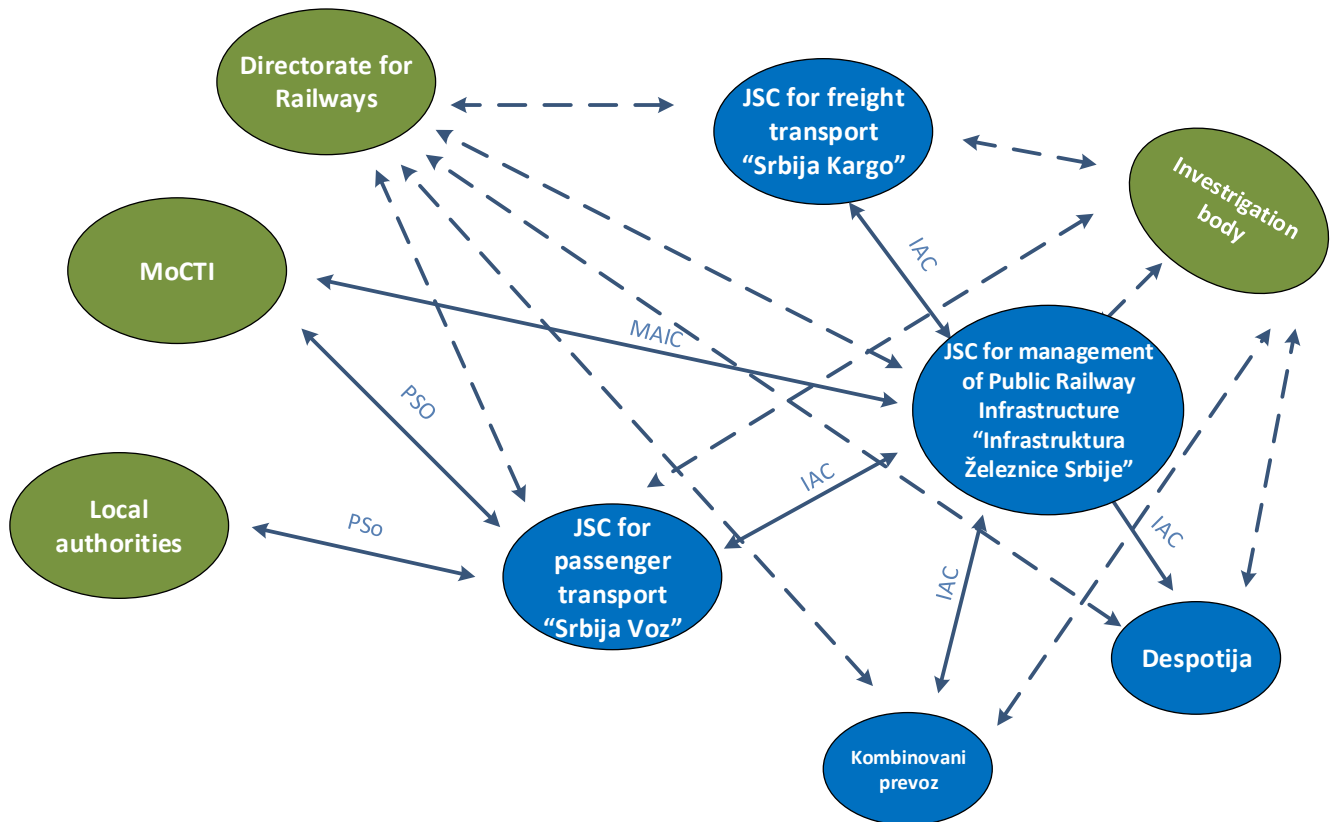 Directorate for
Railways
JSC for freight
transport
“Srbija Kargo”
Investrigation
body
MoCTI
IAC
MAIC
JSC for management
of Public Railway
Infrastructure
“Infrastruktura
Železnice Srbije”
PSO
IAC
Local
authorities
PSo
JSC for
passenger
transport
“Srbija Voz”
IAC
IAC
Despotija
Kombinovani
prevoz